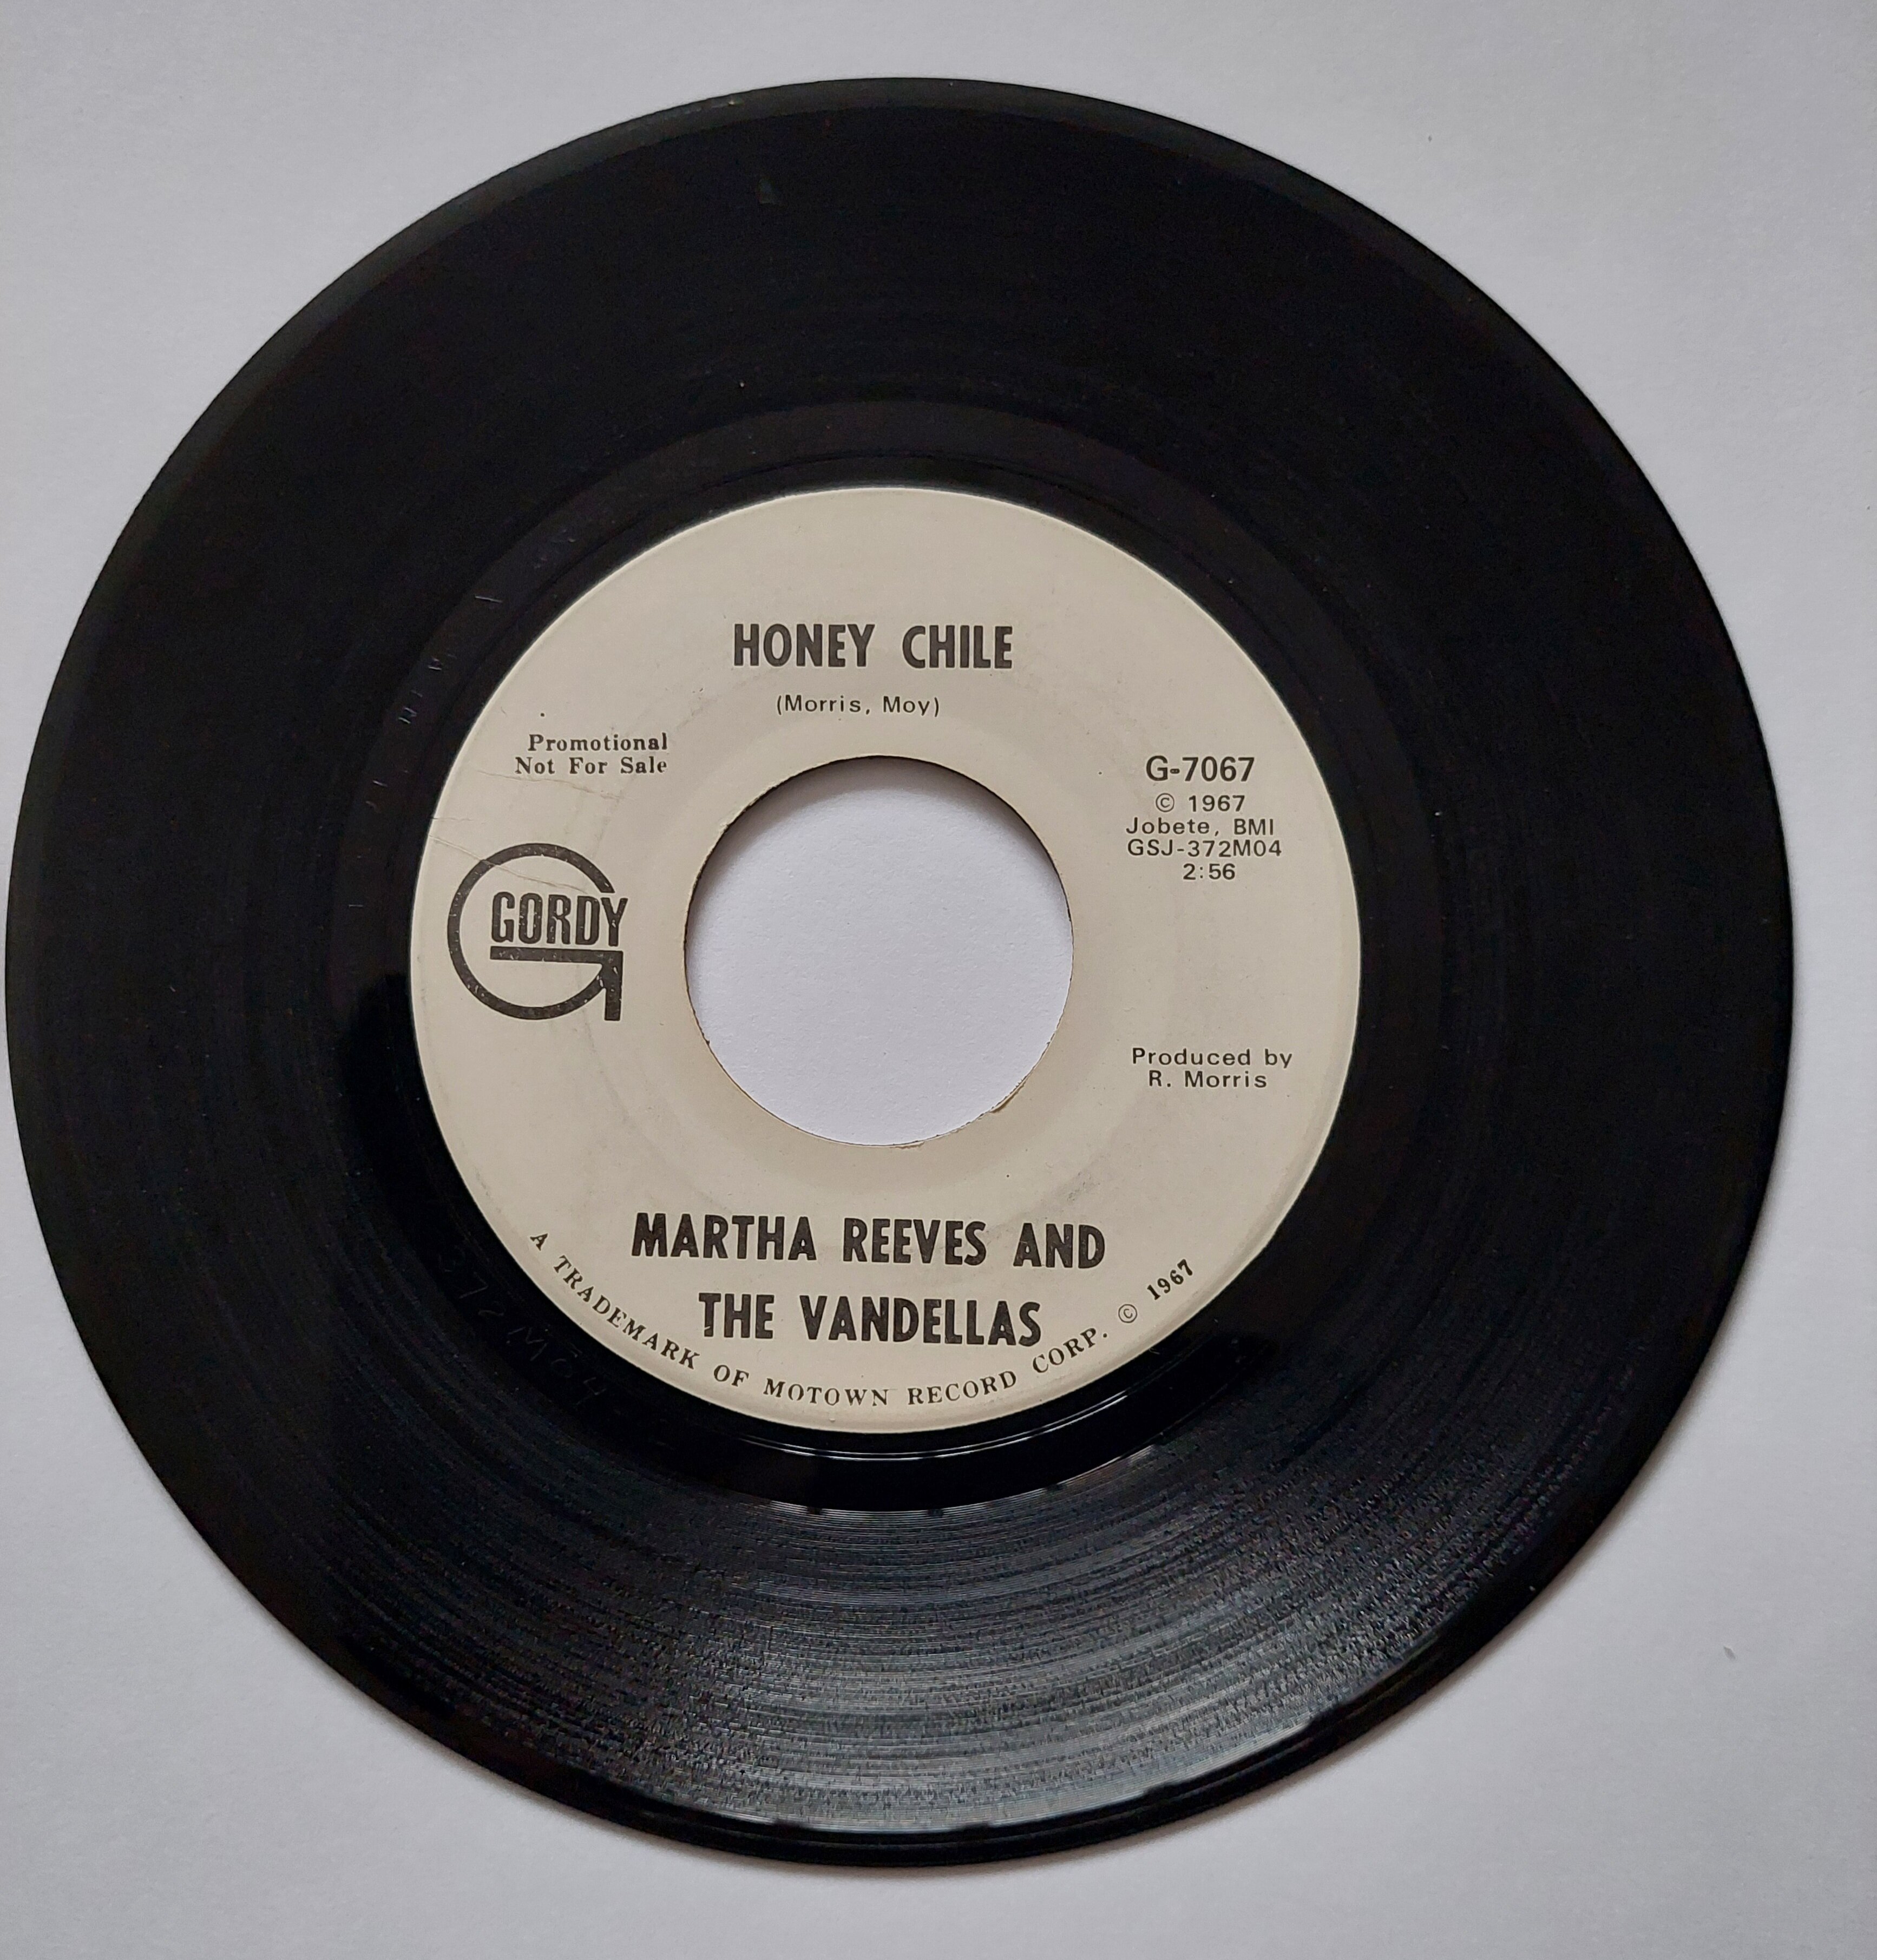 HONEY CHILE
(Morris, Moy)
Promotional
Not For Sale
G-7067
© 1967
Jobete, BMI
GSJ-372M04
2:56
GORDY
Produced by
R. Morris
MARTHA REEVES AND
THE VANDELLAS
A TRADEMARK OF MOTOWN RECORD CORP. © 1967